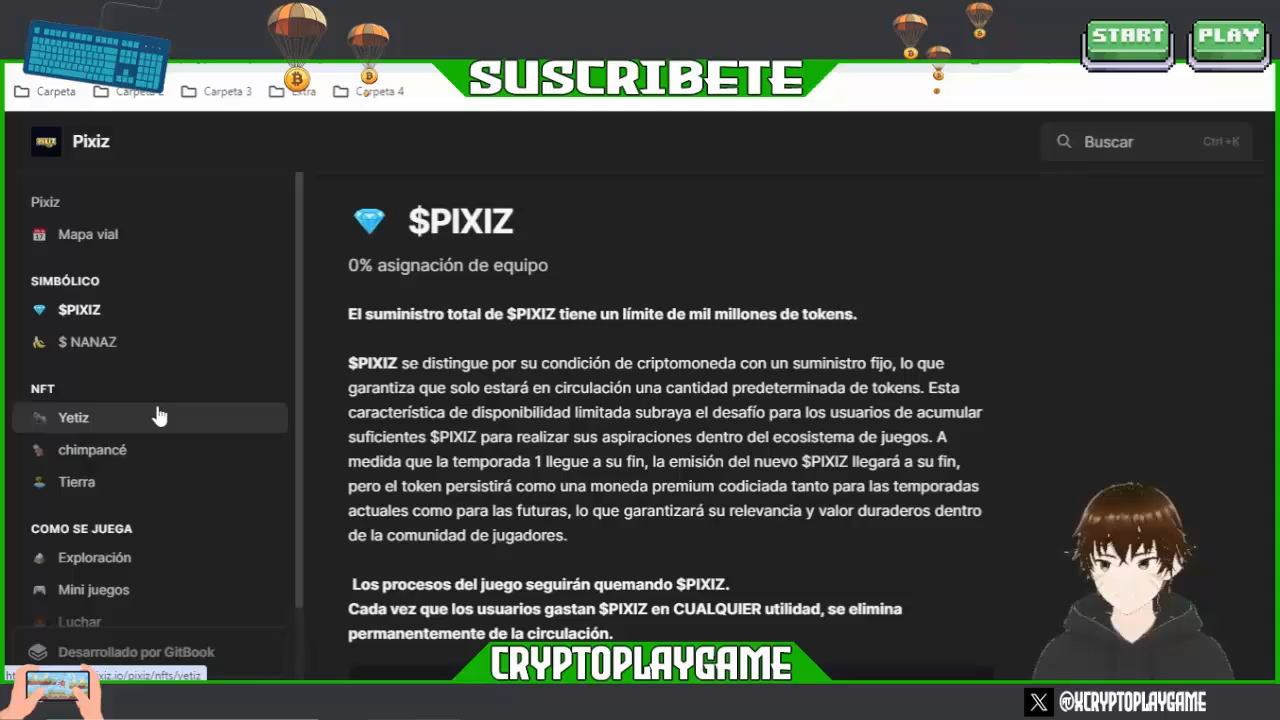 START PLAY
SUSCRIBETE
Carpeta Carpeta 2 Carpeta 3 Extra Carpeta 4
Pixiz
Buscar Ctrl+K
Pixiz
Mapa vial
SIMBÓLICO
$PIXIZ
$ NANAZ
NFT
Yetiz
chimpancé
Tierra
COMO SE JUEGA
Exploración
Mini juegos
Luchar
Desarrollado por GitBook
xiz.io/pixiz/nfts/yetiz
$PIXIZ
0% asignación de equipo
El suministro total de $PIXIZ tiene un límite de mil millones de tokens.
$PIXIZ se distingue por su condición de criptomoneda con un suministro fijo, lo que
garantiza que solo estará en circulación una cantidad predeterminada de tokens. Esta
característica de disponibilidad limitada subraya el desafío para los usuarios de acumular
suficientes $PIXIZ para realizar sus aspiraciones dentro del ecosistema de juegos. A
medida que la temporada 1 llegue a su fin, la emisión del nuevo $PIXIZ llegará a su fin,
pero el token persistirá como una moneda premium codiciada tanto para las temporadas
actuales como para las futuras, lo que garantizará su relevancia y valor duraderos dentro
de la comunidad de jugadores.
Los procesos del juego seguirán quemando $PIXIZ.
Cada vez que los usuarios gastan $PIXIZ en CUALQUIER utilidad, se elimina
permanentemente de la circulación.
CRYPTOPLAYGAME
@XCRYPTOPLAYGAME